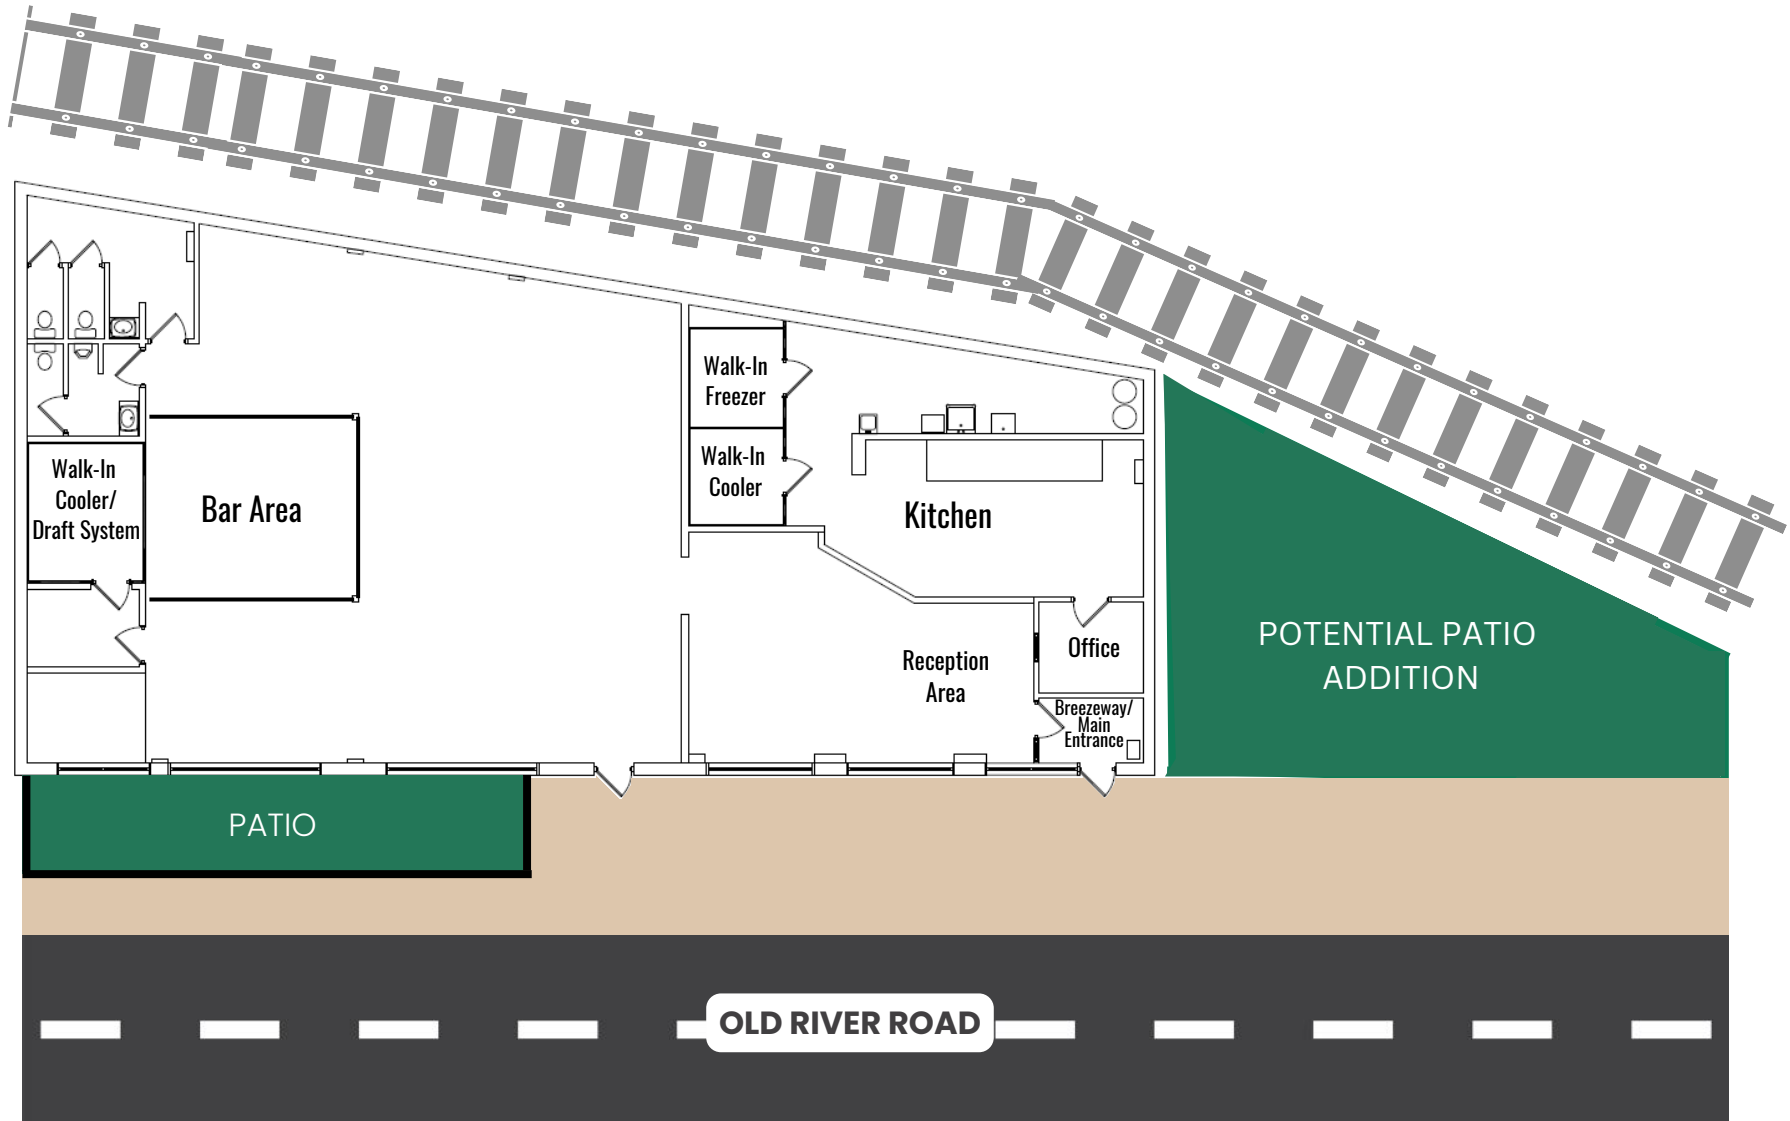 Walk-In
Freezer
Walk-In
Cooler
Walk-In
Cooler/
Draft System
Bar Area
Kitchen
Reception
Area
Office
Breezeway/
Main
Entrance
POTENTIAL PATIO
ADDITION
PATIO
OLD RIVER ROAD